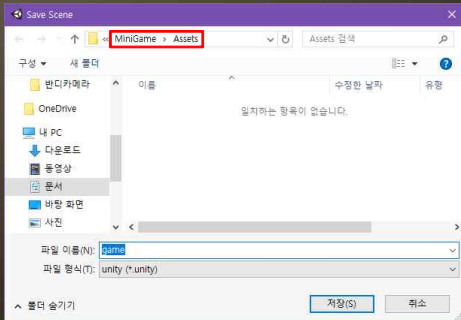 Save Scene
« MiniGame › Assets
Assets 검색
구성
새 폴더
반디카메라
OneDrive
내 PC
다운로드
동영상
문서
바탕 화면
사진
이름
수정한 날짜
유형
일치하는 항목이 없습니다.
파일 이름(N): game
파일 형식(T): unity (*.unity)
폴더 숨기기
저장(S)
취소